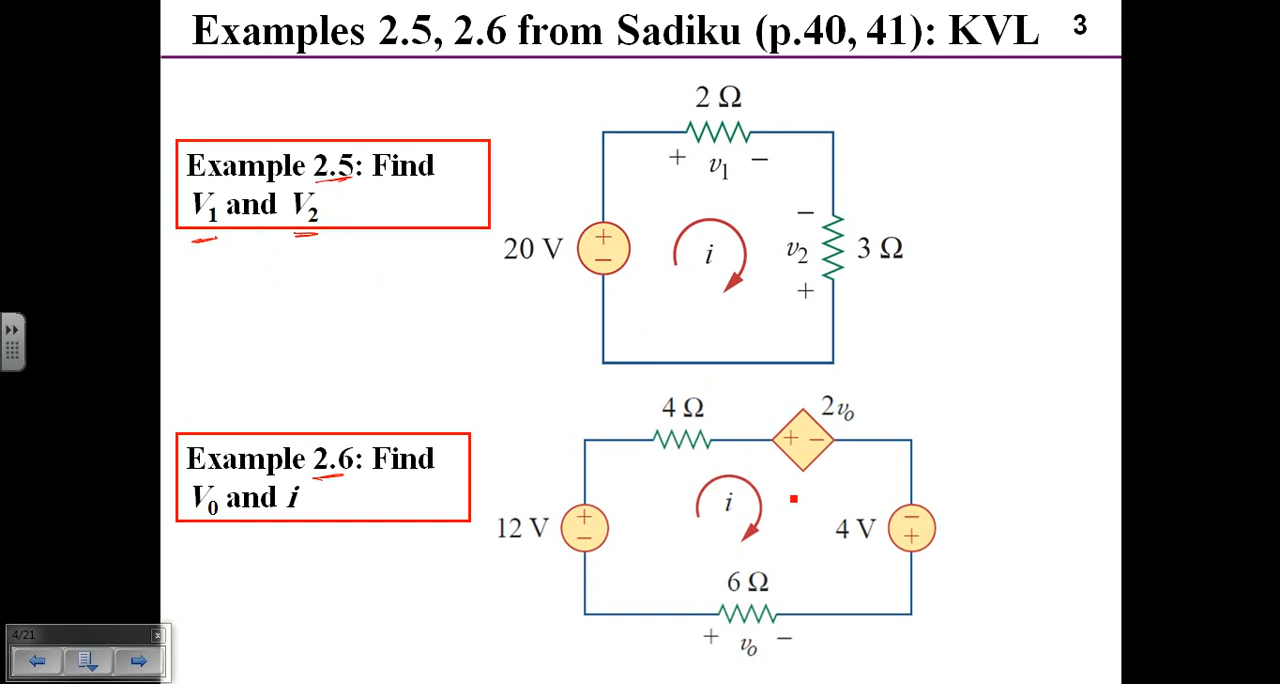 Examples 2.5, 2.6 from Sadiku (p.40, 41): KVL 3
Example 2.5: Find
V1 and V2
2 Ω
+ v1 −
20 V
+
−
i
−
v2
+
3 Ω
Example 2.6: Find
V0 and i
4 Ω
2vo
+ −
12 V
+
−
i
4 V
−
+
6 Ω
+ vo −
4/21
x